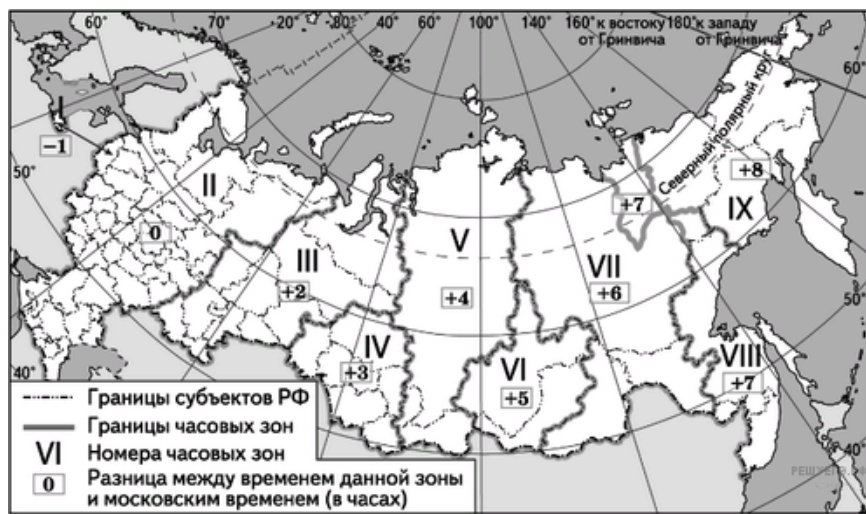 60° 70° 20° 80° 40° 60° 80° 100° 140° 160° к востоку 180° к западу
от Гринвича от Гринвича
60°
Северный полярный круг
I
-1
50°
II
0
III
+2
IV
+3
V
+4
VI
+5
VII
+6
+7
+8
IX
VIII
+7
50°
40°
40°
Границы субъектов РФ
Границы часовых зон
VI Номера часовых зон
0 Разница между временем данной зоны
и московским временем (в часах)